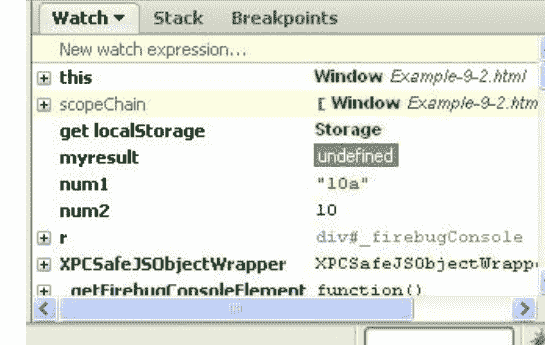 Watch Stack Breakpoints
New watch expression...
this Window Example-9-2.html
scopeChain [ Window Example-9-2.htm
get localStorage Storage
myresult undefined
num1 "10a"
num2 10
r div#_firebugConsole
XPCSafeJSObjectWrapper XPCSafeJSObjectWrappe
_getFirebugConsoleElement function()